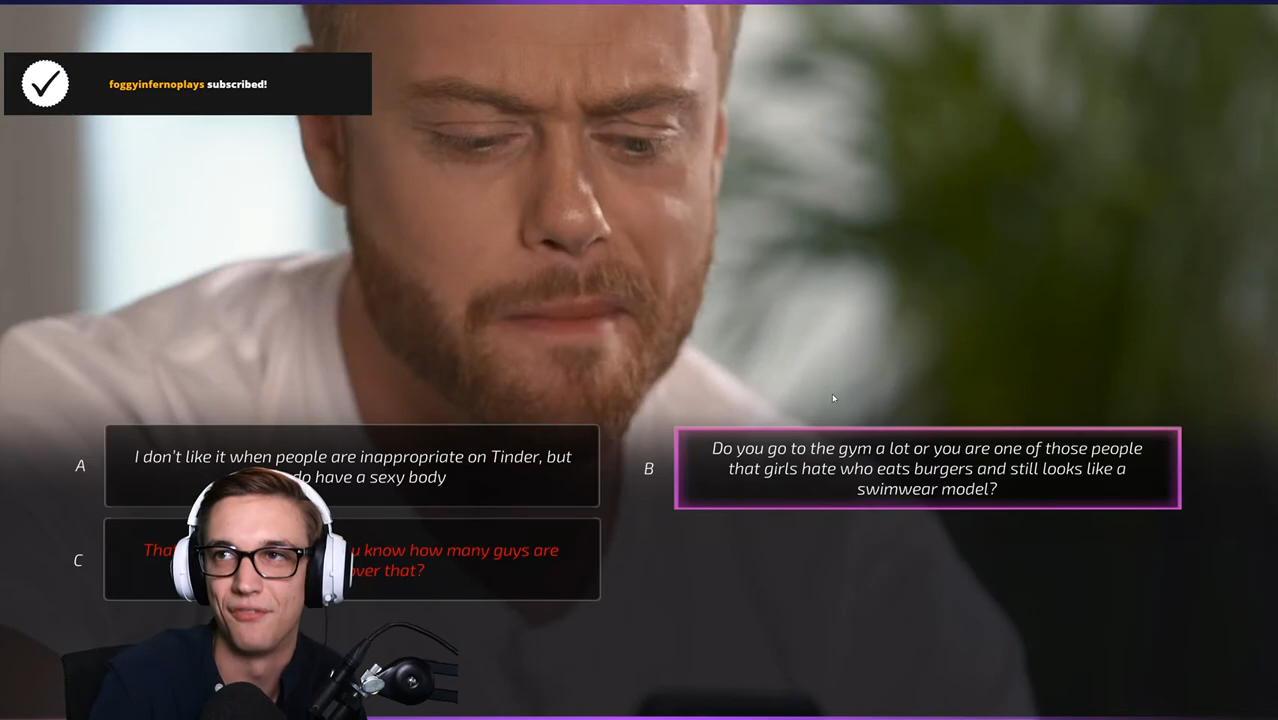 foggyinfernoplays subscribed!
A
I don't like it when people are inappropriate on Tinder, but
do have a sexy body
B
Do you go to the gym a lot or you are one of those people
that girls hate who eats burgers and still looks like a
swimwear model?
C
know how many guys are
over that?